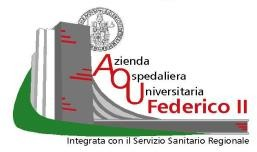 Azienda
Ospedaliera
Universitaria
Federico II
Integrata con il Servizio Sanitario Regionale